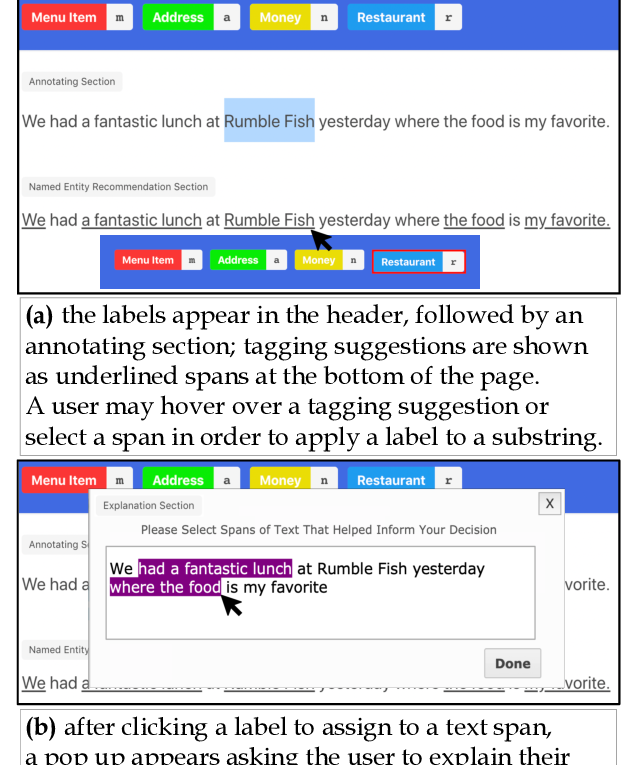 Menu Item m Address a Money n Restaurant r
Annotating Section
We had a fantastic lunch at Rumble Fish yesterday where the food is my favorite.
Named Entity Recommendation Section
We had a fantastic lunch at Rumble Fish yesterday where the food is my favorite.
Menu Item m Address a Money n Restaurant r
(a) the labels appear in the header, followed by an
annotating section; tagging suggestions are shown
as underlined spans at the bottom of the page.
A user may hover over a tagging suggestion or
select a span in order to apply a label to a substring.
Menu Item m Address a Money n Restaurant r
Explanation Section X
Please Select Spans of Text That Helped Inform Your Decision
Annotating
We had a fantastic lunch at Rumble Fish yesterday
where the food is my favorite
We had a vorite.
Done
Named Entity
We had vorite.
(b) after clicking a label to assign to a text span,
a pop up appears asking the user to explain their